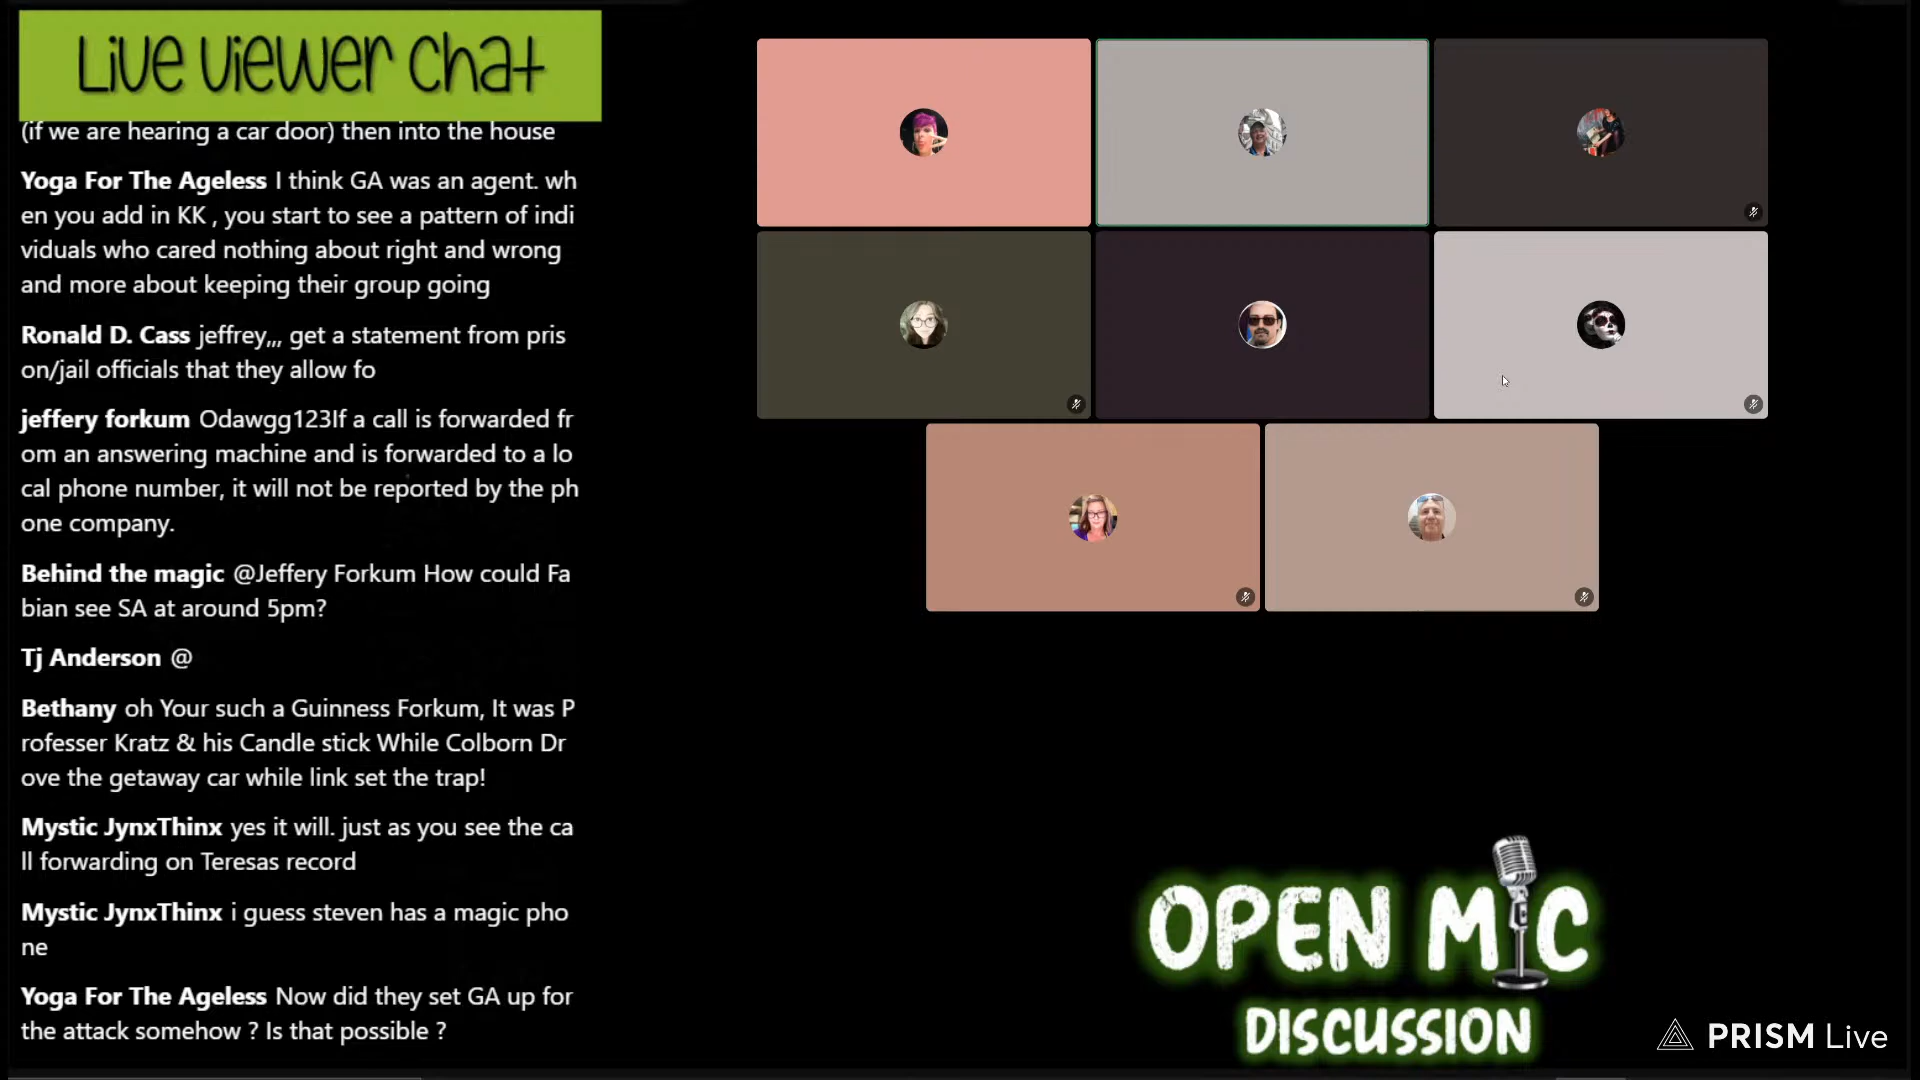 Live Viewer Chat
(if we are hearing a car door) then into the house
Yoga For The Ageless I think GA was an agent. wh
en you add in KK , you start to see a pattern of indi
viduals who cared nothing about right and wrong
and more about keeping their group going
Ronald D. Cass jeffrey,,, get a statement from pris
on/jail officials that they allow fo
jeffery forkum Odawgg123If a call is forwarded fr
om an answering machine and is forwarded to a lo
cal phone number, it will not be reported by the ph
one company.
Behind the magic @Jeffery Forkum How could Fa
bian see SA at around 5pm?
Tj Anderson @
Bethany oh Your such a Guinness Forkum, It was P
rofesser Kratz & his Candle stick While Colborn Dr
ove the getaway car while link set the trap!
Mystic JynxThinx yes it will. just as you see the ca
ll forwarding on Teresas record
Mystic JynxThinx i guess steven has a magic pho
ne
Yoga For The Ageless Now did they set GA up for
the attack somehow ? Is that possible ?
OPEN MIC
DISCUSSION
PRISM Live